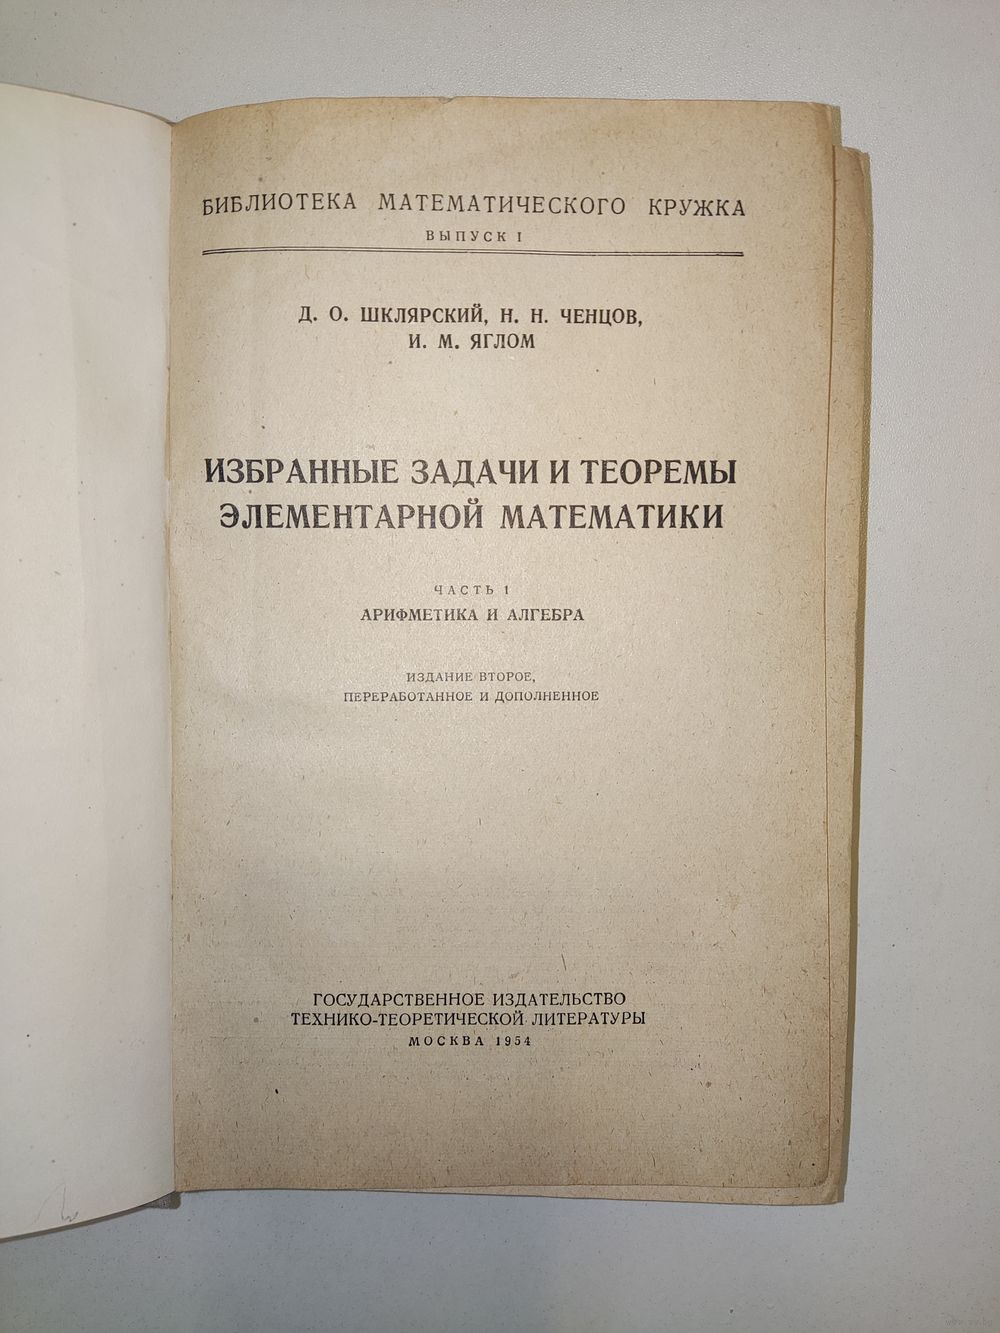 БИБЛИОТЕКА МАТЕМАТИЧЕСКОГО КРУЖКА
ВЫПУСК I
Д. О. ШКЛЯРСКИЙ, Н. Н. ЧЕНЦОВ,
И. М. ЯГЛОМ
ИЗБРАННЫЕ ЗАДАЧИ И ТЕОРЕМЫ
ЭЛЕМЕНТАРНОЙ МАТЕМАТИКИ
ЧАСТЬ 1
АРИФМЕТИКА И АЛГЕБРА
ИЗДАНИЕ ВТОРОЕ,
ПЕРЕРАБОТАННОЕ И ДОПОЛНЕННОЕ
ГОСУДАРСТВЕННОЕ ИЗДАТЕЛЬСТВО
ТЕХНИКО-ТЕОРЕТИЧЕСКОЙ ЛИТЕРАТУРЫ
МОСКВА 1954